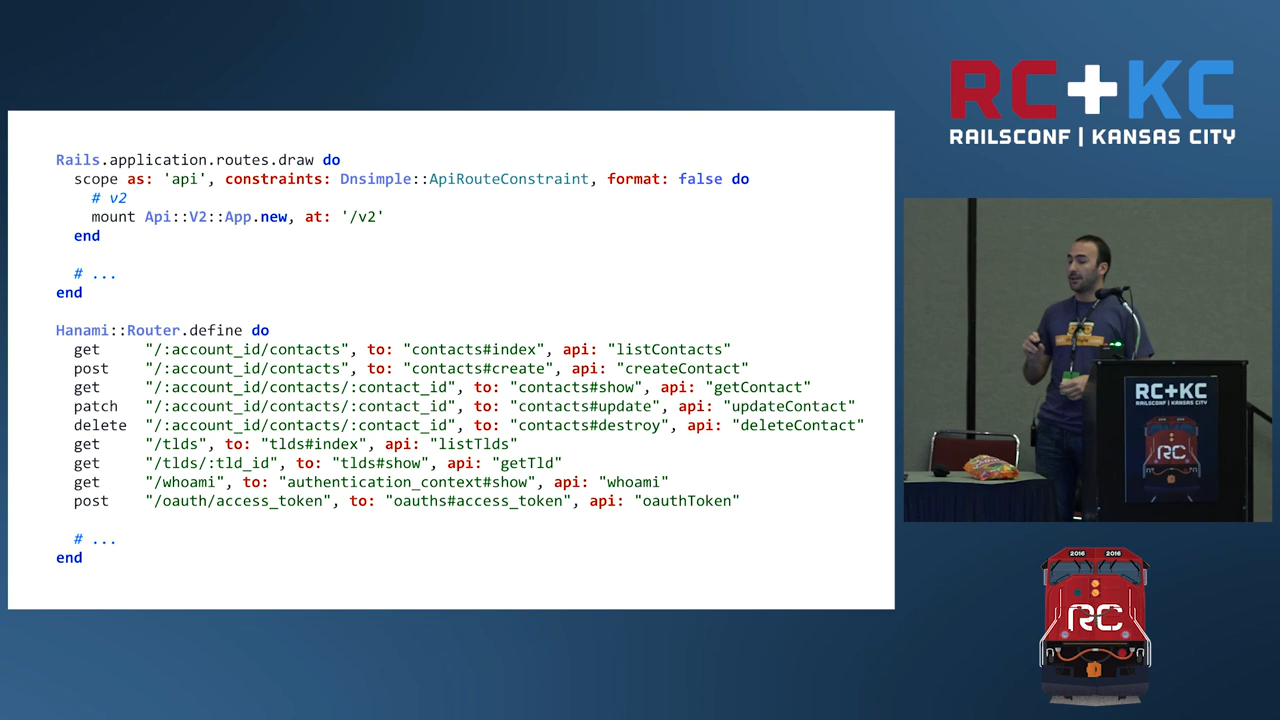 Rails.application.routes.draw do
scope as: 'api', constraints: Dnsimple::ApiRouteConstraint, format: false do
# v2
mount Api::V2::App.new, at: '/v2'
end
# ...
end
Hanami::Router.define do
get "/:account_id/contacts", to: "contacts#index", api: "listContacts"
post "/:account_id/contacts", to: "contacts#create", api: "createContact"
get "/:account_id/contacts/:contact_id", to: "contacts#show", api: "getContact"
patch "/:account_id/contacts/:contact_id", to: "contacts#update", api: "updateContact"
delete "/:account_id/contacts/:contact_id", to: "contacts#destroy", api: "deleteContact"
get "/tlds", to: "tlds#index", api: "listTlds"
get "/tlds/:tld_id", to: "tlds#show", api: "getTld"
get "/whoami", to: "authentication_context#show", api: "whoami"
post "/oauth/access_token", to: "oauths#access_token", api: "oauthToken"
# ...
end
RC+KC
RAILSCONF | KANSAS CITY
RC+KC
RAILSCONF | KANSAS CITY
RC
2016 2016
RC